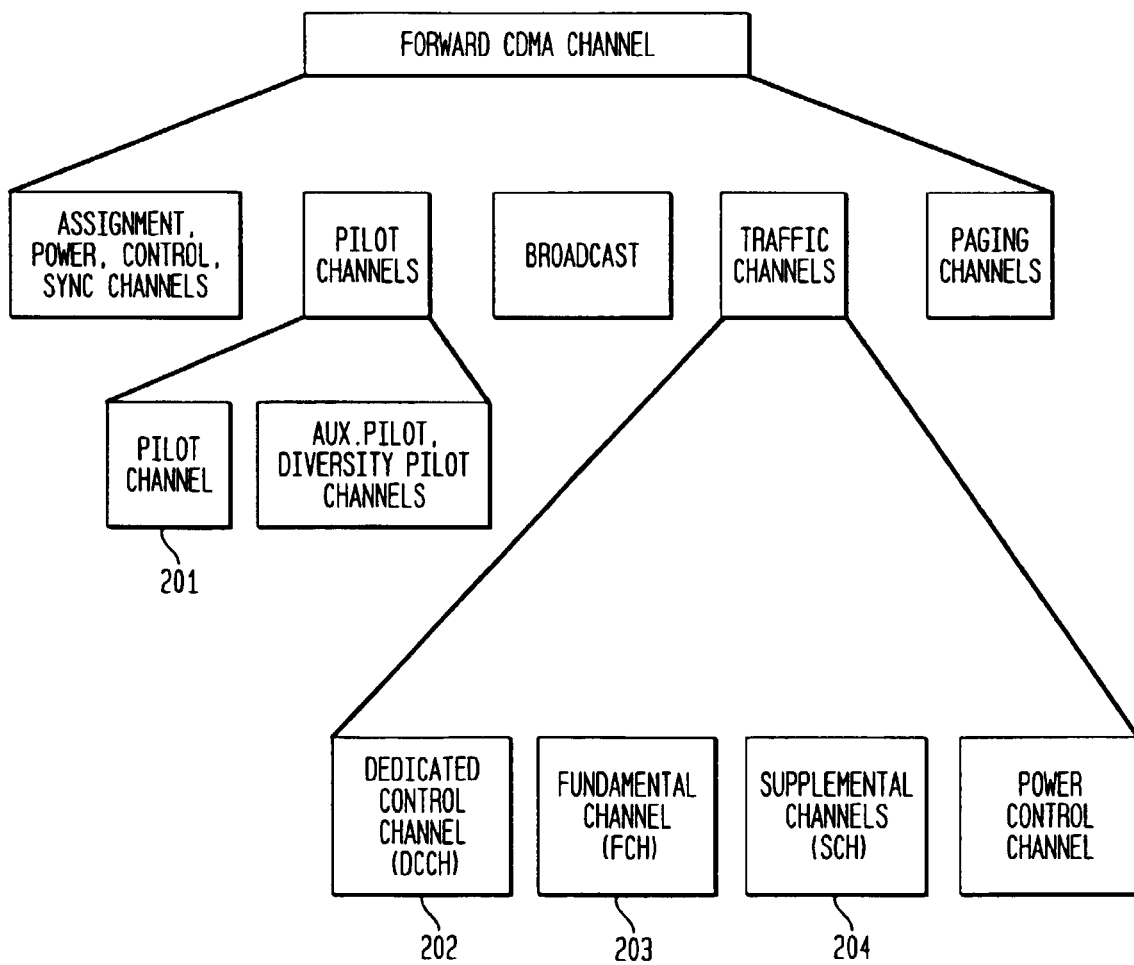 FORWARD CDMA CHANNEL
ASSIGNMENT,
POWER, CONTROL,
SYNC CHANNELS
PILOT
CHANNELS
BROADCAST
TRAFFIC
CHANNELS
PAGING
CHANNELS
PILOT
CHANNEL
AUX.PILOT,
DIVERSITY PILOT
CHANNELS
201
DEDICATED
CONTROL
CHANNEL
(DCCH)
FUNDAMENTAL
CHANNEL
(FCH)
SUPPLEMENTAL
CHANNELS
(SCH)
POWER
CONTROL
CHANNEL
202
203
204